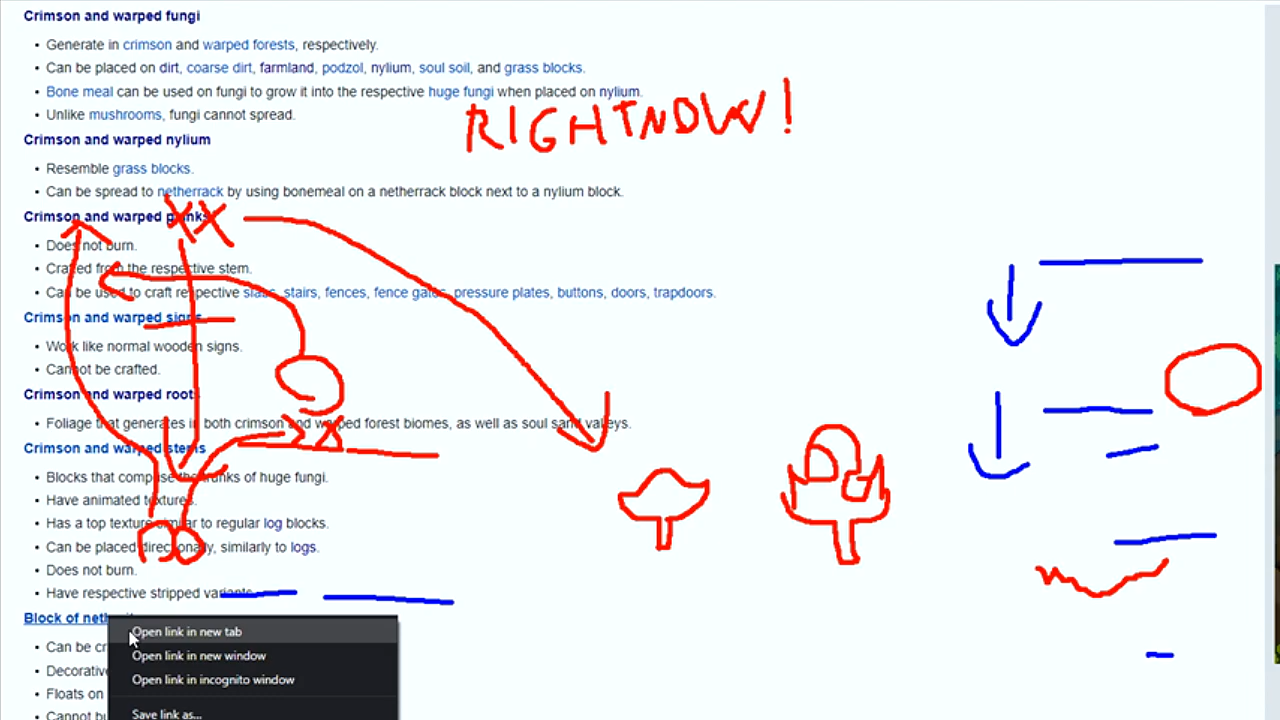 Crimson and warped fungi
• Generate in crimson and warped forests, respectively.
• Can be placed on dirt, coarse dirt, farmland, podzol, nylium, soul soil, and grass blocks.
• Bone meal can be used on fungi to grow it into the respective huge fungi when placed on nylium.
• Unlike mushrooms, fungi cannot spread.
RIGHTNOW!
Crimson and warped nylium
• Resemble grass blocks.
• Can be spread to netherrack by using bonemeal on a netherrack block next to a nylium block.
Crimson and warped planks
• Does not burn.
• Crafted from the respective stem.
• Can be used to craft respective slabs, stairs, fences, fence gates, pressure plates, buttons, doors, trapdoors.
Crimson and warped signs
• Work like normal wooden signs.
• Cannot be crafted.
Crimson and warped roots
• Foliage that generates in both crimson and warped forest biomes, as well as soul sand valleys.
Crimson and warped stems
• Blocks that compose the trunks of huge fungi.
• Have animated textures.
• Has a top texture similar to regular log blocks.
• Can be placed directionally, similarly to logs.
• Does not burn.
• Have respective stripped variants.
Block of
• Can be
• Decorative
• Floats on
• Cannot
Open link in new tab
Open link in new window
Open link in incognito window
Save link as...